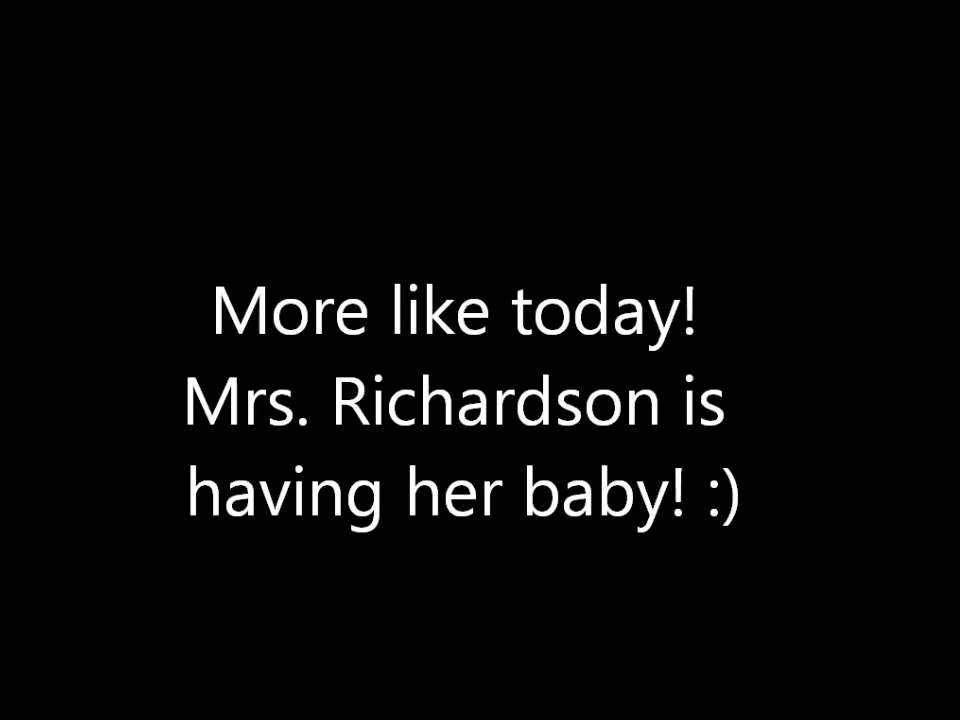 More like today!
Mrs. Richardson is
having her baby! :)